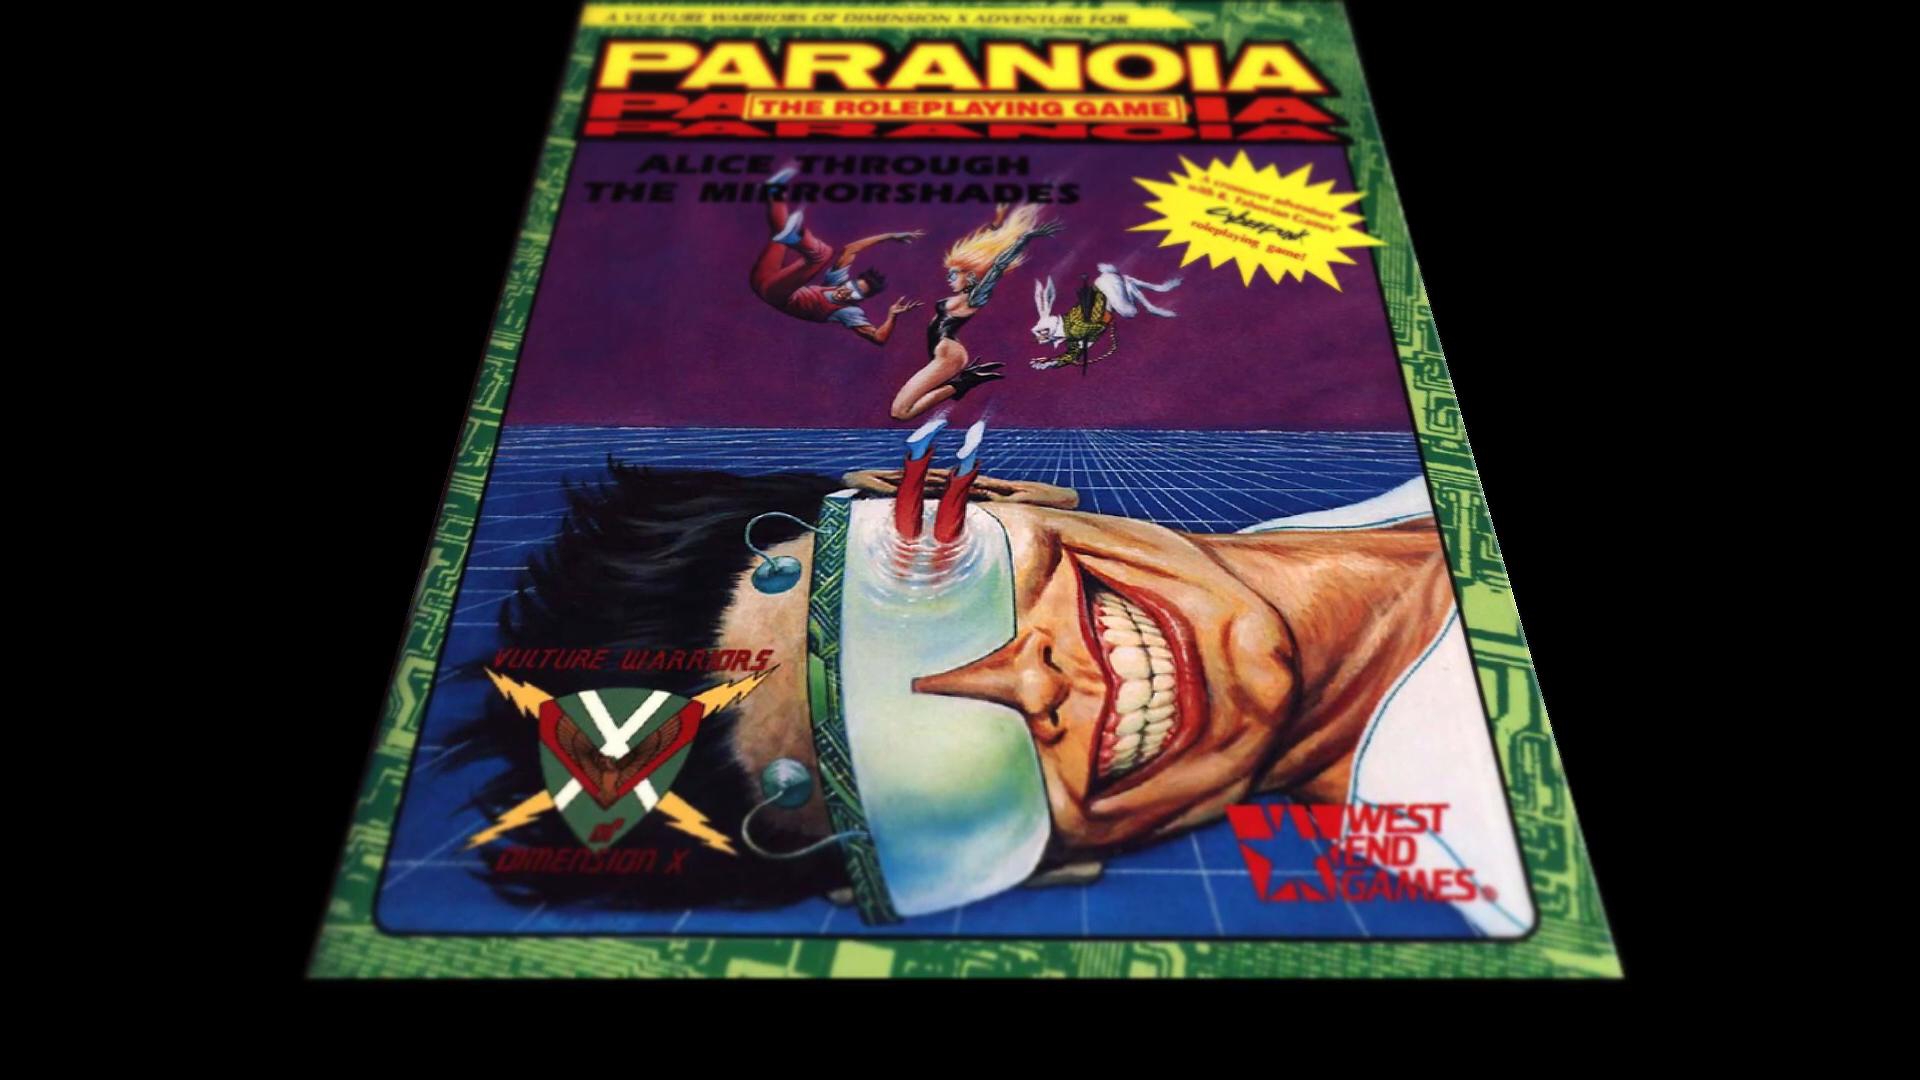 A VULTURE WARRIORS OF DIMENSION X ADVENTURE FOR
PARANOIA
THE ROLEPLAYING GAME
ALICE THROUGH
THE MIRRORSHADES
A crossover adventure
with R. Talsorian Games'
Cyberpunk
roleplaying game!
VULTURE WARRIORS
OF
DIMENSION X
WEST
END
GAMES®